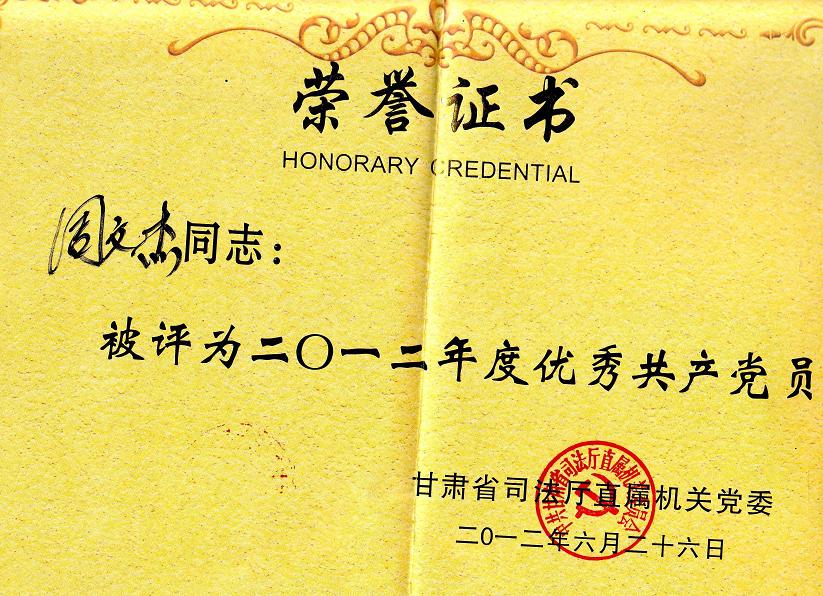 荣誉证书
HONORARY CREDENTIAL
周文杰同志：
被评为二〇一二年度优秀共产党员
甘肃省司法厅直属机关党委
二〇一二年六月二十六日